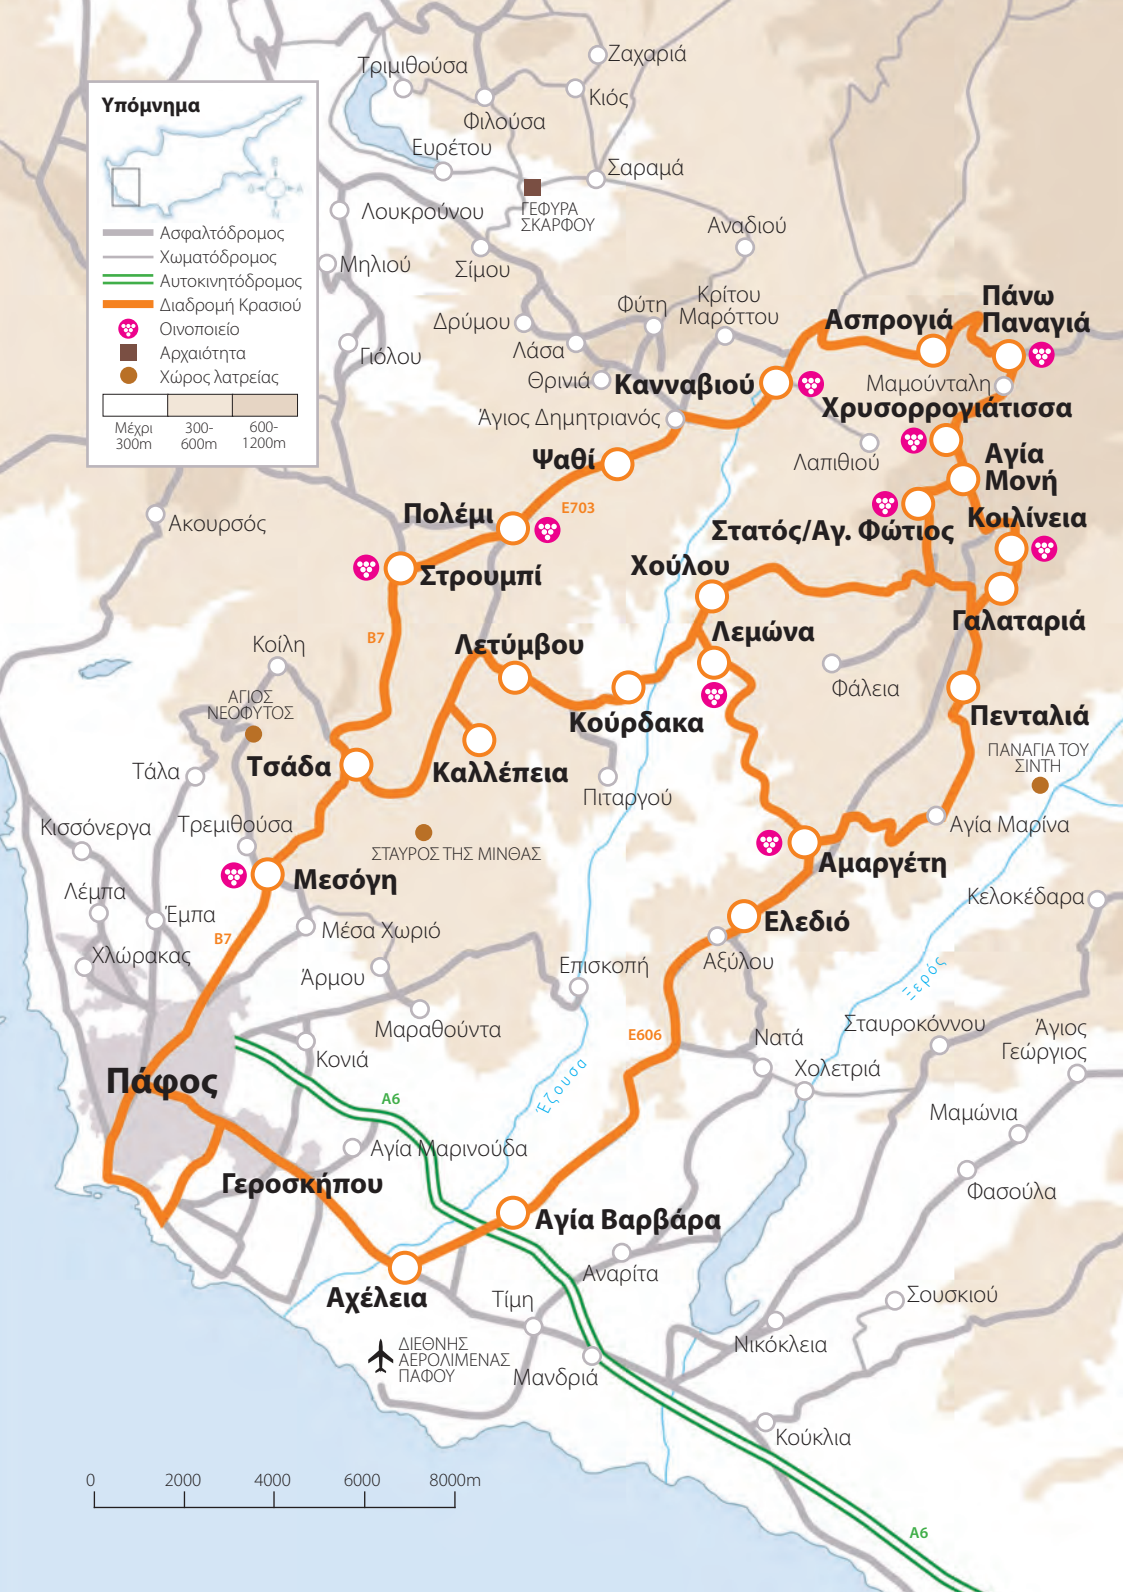 Υπόμνημα
Ασφαλτόδρομος
Χωματόδρομος
Αυτοκινητόδρομος
Διαδρομή Κρασιού
Οινοποιείο
Αρχαιότητα
Χώρος λατρείας
Μέχρι
300m
300-
600m
600-
1200m
Ζαχαριά
Τριμιθούσα
Κιός
Φιλούσα
Ευρέτου
Σαραμά
Λουκρούνου
ΓΕΦΥΡΑ
ΣΚΑΡΦΟΥ
Αναδιού
Μηλιού
Σίμου
Κρίτου
Μαρόττου
Φύτη
Δρύμου
Πάνω
Παναγιά
Ασπρογιά
Γιόλου
Λάσα
Θρινιά
Κανναβιού
Μαμούνταλη
Χρυσορρογιάτισσα
Άγιος Δημητριανός
Λαπιθιού
Αγία
Μονή
Ψαθί
E703
Πολέμι
Στατός/Αγ. Φώτιος
Κοιλίνεια
Ακουρσός
Στρουμπί
Χούλου
Γαλαταριά
B7
Λεμώνα
Κοίλη
Λετύμβου
Φάλεια
ΑΓΙΟΣ
ΝΕΟΦΥΤΟΣ
Κούρδακα
Πενταλιά
ΠΑΝΑΓΙΑ ΤΟΥ
ΣΙΝΤΗ
Τάλα
Τσάδα
Καλλέπεια
Πιταργού
Κισσόνεργα
Τρεμιθούσα
Αγία Μαρίνα
ΣΤΑΥΡΟΣ ΤΗΣ ΜΙΝΘΑΣ
Αμαργέτη
Μεσόγη
Λέμπα
Κελοκέδαρα
Έμπα
Ελεδιό
B7
Μέσα Χωριό
Χλώρακας
Αξύλου
Επισκοπή
Άρμου
Ξερός
Μαραθούντα
Σταυροκόννου
Άγιος
Γεώργιος
E606
Νατά
Κονιά
Χολετριά
Πάφος
Έζουσα
A6
Μαμώνια
Αγία Μαρινούδα
Γεροσκήπου
Φασούλα
Αγία Βαρβάρα
Αναρίτα
Αχέλεια
Τίμη
Σουσκιού
ΔΙΕΘΝΗΣ
ΑΕΡΟΛΙΜΕΝΑΣ
ΠΑΦΟΥ
Νικόκλεια
Μανδριά
Κούκλια
0 2000 4000 6000 8000m
A6